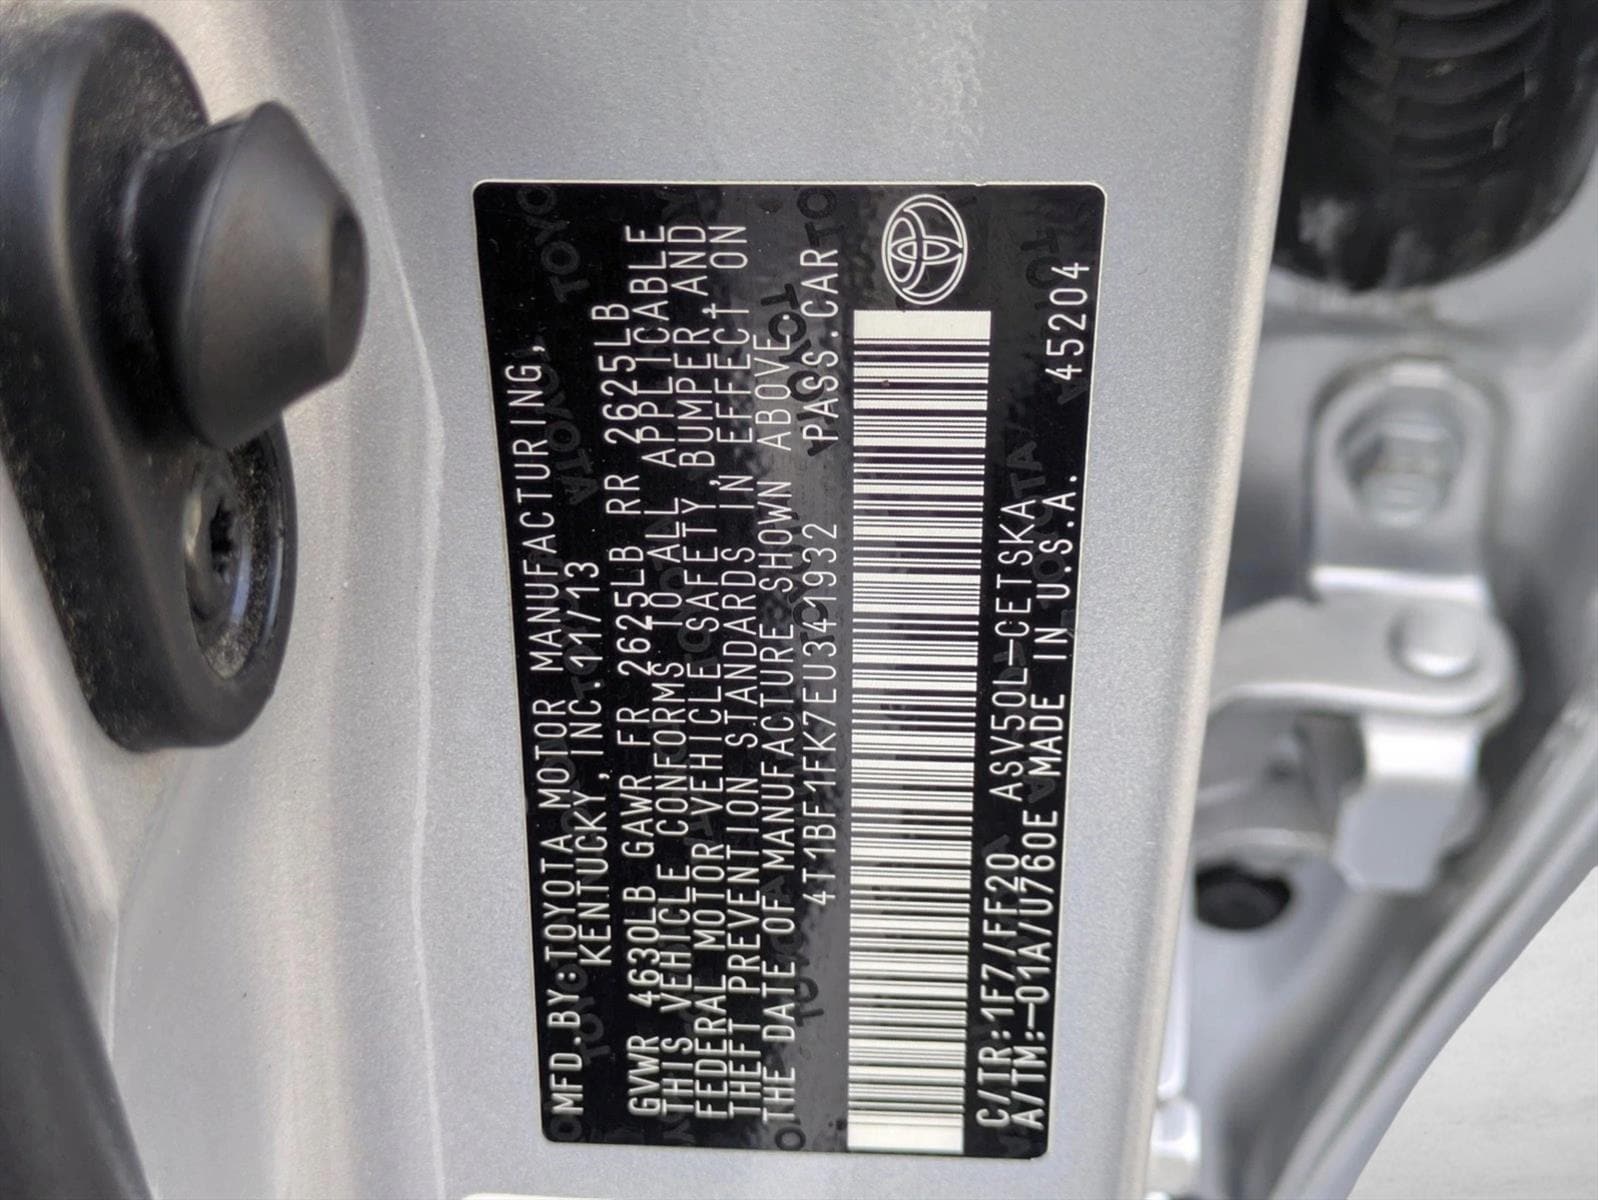 MFD.BY:TOYOTA MOTOR MANUFACTURING,
KENTUCKY, INC. 11/13
GVWR 4630LB GAWR FR 2625LB RR 2625LB
THIS VEHICLE CONFORMS TO ALL APPLICABLE
FEDERAL MOTOR VEHICLE SAFETY, BUMPER, AND
THEFT PREVENTION STANDARDS IN EFFECT ON
THE DATE OF MANUFACTURE SHOWN ABOVE.
4T1BF1FK7EU341932 PASS.CAR
C/TR:1F7/FF20 ASV50L-CETSKA
A/TM:-01A/U760E MADE IN U.S.A. 45204